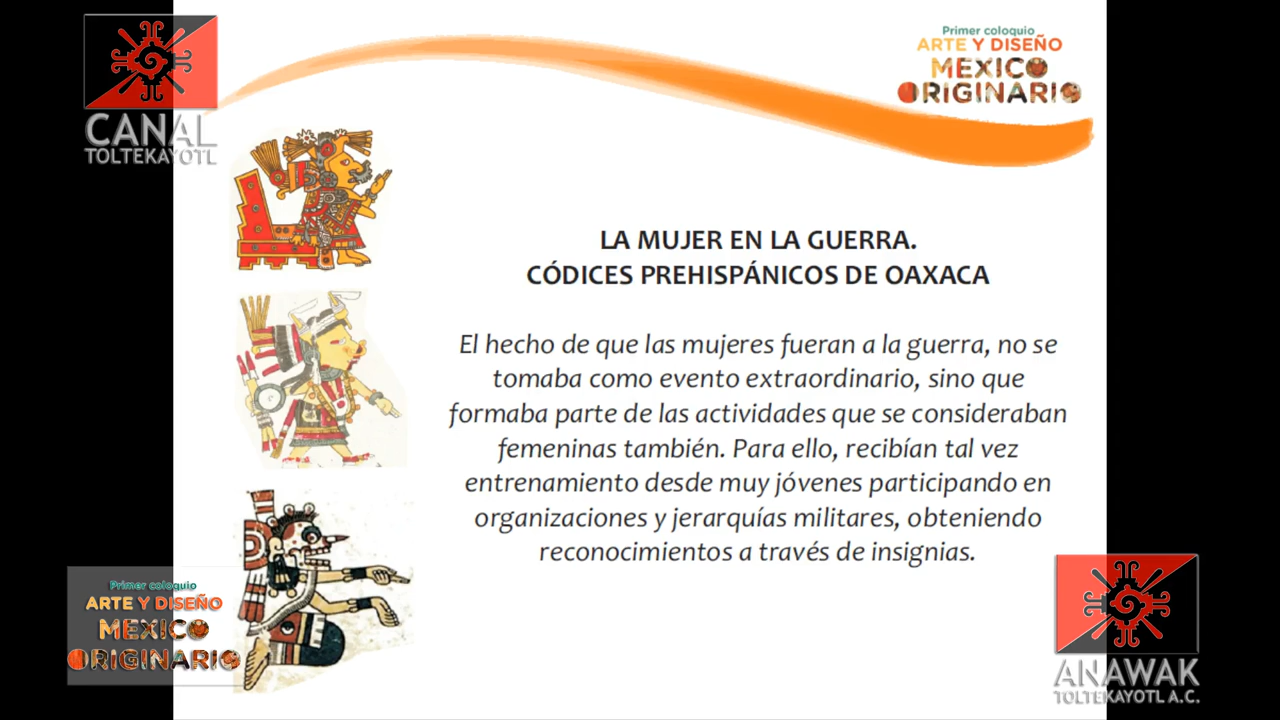 CANAL
TOLTEKAYOTL
Primer coloquio
ARTE Y DISEÑO
MEXICO
ORIGINARIO
LA MUJER EN LA GUERRA.
CÓDICES PREHISPÁNICOS DE OAXACA
El hecho de que las mujeres fueran a la guerra, no se
tomaba como evento extraordinario, sino que
formaba parte de las actividades que se consideraban
femeninas también. Para ello, recibían tal vez
entrenamiento desde muy jóvenes participando en
organizaciones y jerarquías militares, obteniendo
reconocimientos a través de insignias.
Primer coloquio
ARTE Y DISEÑO
MEXICO
ORIGINARIO
ANAWAK
TOLTEKAYOTL A.C.